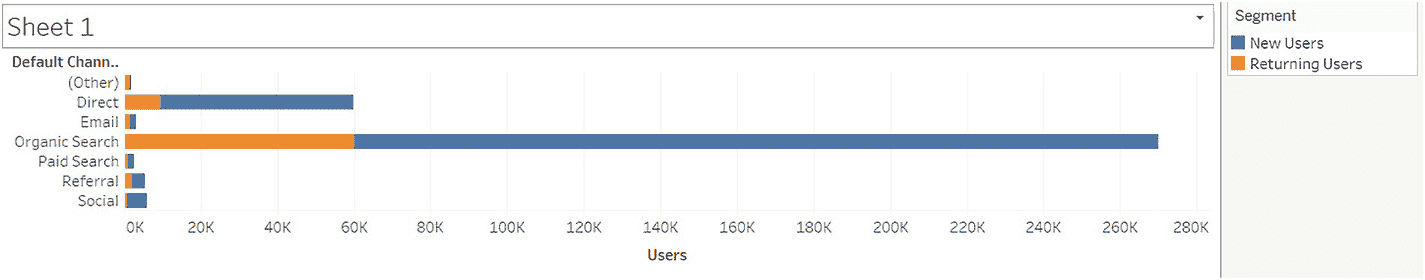 Sheet 1
Default Chann..
(Other)
Direct
Email
Organic Search
Paid Search
Referral
Social
0K 20K 40K 60K 80K 100K 120K 140K 160K 180K 200K 220K 240K 260K 280K
Users
Segment
New Users
Returning Users